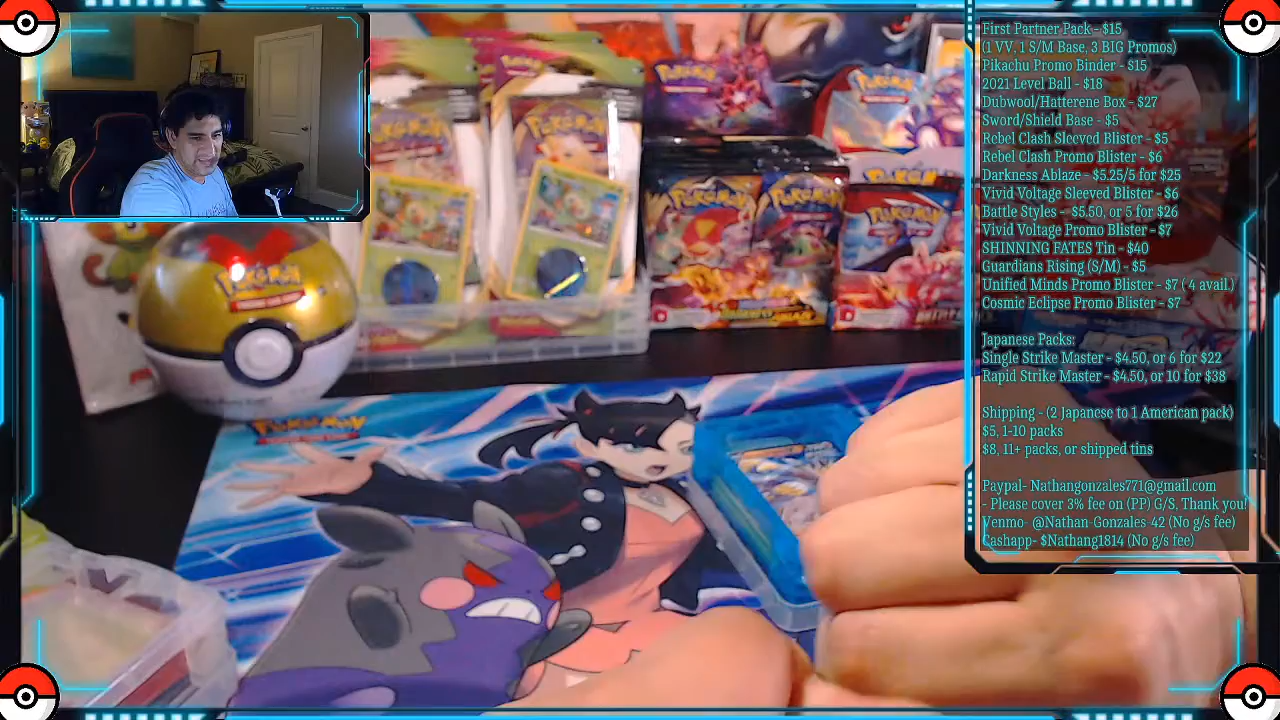 First Partner Pack - $15
(1 VV, 1 S/M Base, 3 BIG Promos)
Pikachu Promo Binder - $15
2021 Level Ball - $18
Dubwool/Hatterene Box - $27
Sword/Shield Base - $5
Rebel Clash Sleeved Blister - $5
Rebel Clash Promo Blister - $6
Darkness Ablaze - $5.25/5 for $25
Vivid Voltage Sleeved Blister - $6
Battle Styles - $5.50, or 5 for $26
Vivid Voltage Promo Blister - $7
SHINNING FATES Tin - $40
Guardians Rising (S/M) - $5
Unified Minds Promo Blister - $7 ( 4 avail.)
Cosmic Eclipse Promo Blister - $7
Japanese Packs:
Single Strike Master - $4.50, or 6 for $22
Rapid Strike Master - $4.50, or 10 for $38
Shipping - (2 Japanese to 1 American pack)
$5, 1-10 packs
$8, 11+ packs, or shipped tins
Paypal- Nathangonzales771@gmail.com
- Please cover 3% fee on (PP) G/S. Thank you!
Venmo- @Nathan-Gonzales-42 (No g/s fee)
Cashapp- $Nathang1814 (No g/s fee)
Pokémon
Pokémon
Pokémon
Pokémon
Pokémon
Pokémon
Pokémon
Pokémon
POKÉMON